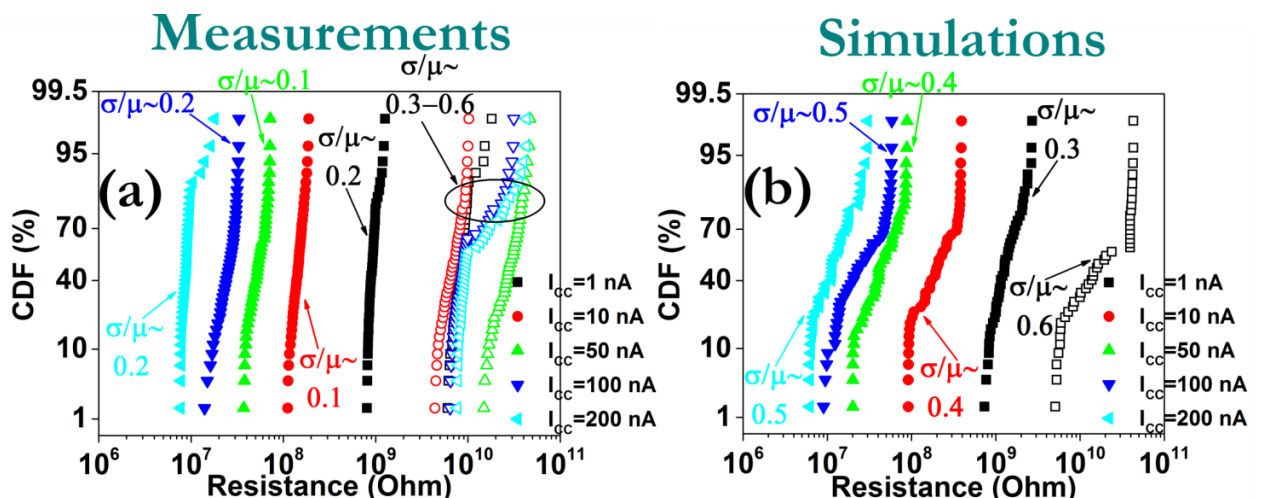 Measurements
Simulations
(a)
CDF (%)
99.5
95
70
40
10
1
σ/μ~0.2
σ/μ~0.1
σ/μ~
0.3–0.6
σ/μ~
0.2
σ/μ~
0.2
σ/μ~
0.1
I_CC=1 nA
I_CC=10 nA
I_CC=50 nA
I_CC=100 nA
I_CC=200 nA
10^6 10^7 10^8 10^9 10^10 10^11
Resistance (Ohm)
(b)
CDF (%)
99.5
95
70
40
10
1
σ/μ~0.5
σ/μ~0.4
σ/μ~
0.3
σ/μ~
0.6
σ/μ~
0.5
σ/μ~
0.4
I_CC=1 nA
I_CC=10 nA
I_CC=50 nA
I_CC=100 nA
I_CC=200 nA
10^6 10^7 10^8 10^9 10^10 10^11
Resistance (Ohm)